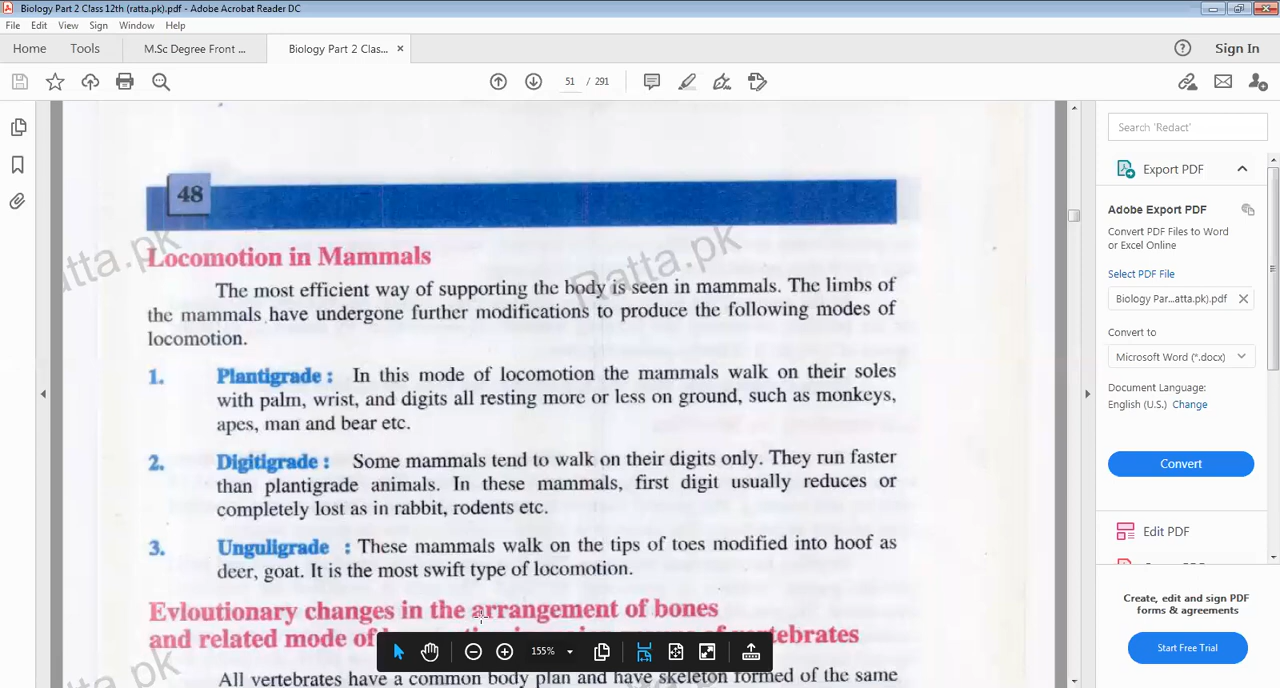 Biology Part 2 Class 12th (ratta.pk).pdf - Adobe Acrobat Reader DC
File Edit View Sign Window Help
Home Tools M.Sc Degree Front ... Biology Part 2 Clas... × Sign In
51 / 291
Search 'Redact'
Export PDF
Adobe Export PDF
Convert PDF Files to Word
or Excel Online
Select PDF File
Biology Par...atta.pk).pdf
Convert to
Microsoft Word (*.docx)
Document Language:
English (U.S.) Change
Convert
Edit PDF
Create, edit and sign PDF
forms & agreements
Start Free Trial
48
atta.pk
Ratta.pk
Locomotion in Mammals
The most efficient way of supporting the body is seen in mammals. The limbs of
the mammals have undergone further modifications to produce the following modes of
locomotion.
1. Plantigrade : In this mode of locomotion the mammals walk on their soles
with palm, wrist, and digits all resting more or less on ground, such as monkeys,
apes, man and bear etc.
2. Digitigrade : Some mammals tend to walk on their digits only. They run faster
than plantigrade animals. In these mammals, first digit usually reduces or
completely lost as in rabbit, rodents etc.
3. Unguligrade : These mammals walk on the tips of toes modified into hoof as
deer, goat. It is the most swift type of locomotion.
Evloutionary changes in the arrangement of bones
and related mode of vertebrates
155%
All vertebrates have a common body plan and have skeleton formed of the same